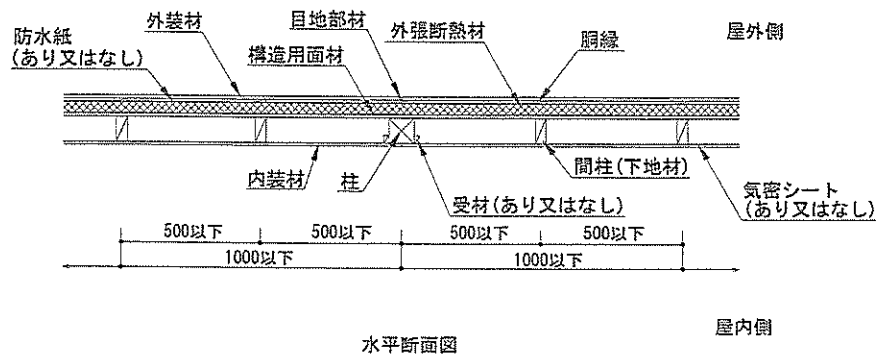 外装材
目地部材
外張断熱材
胴縁
屋外側
防水紙
(あり又はなし)
構造用面材
内装材
柱
間柱(下地材)
受材(あり又はなし)
気密シート
(あり又はなし)
500以下
500以下
500以下
500以下
1000以下
1000以下
屋内側
水平断面図